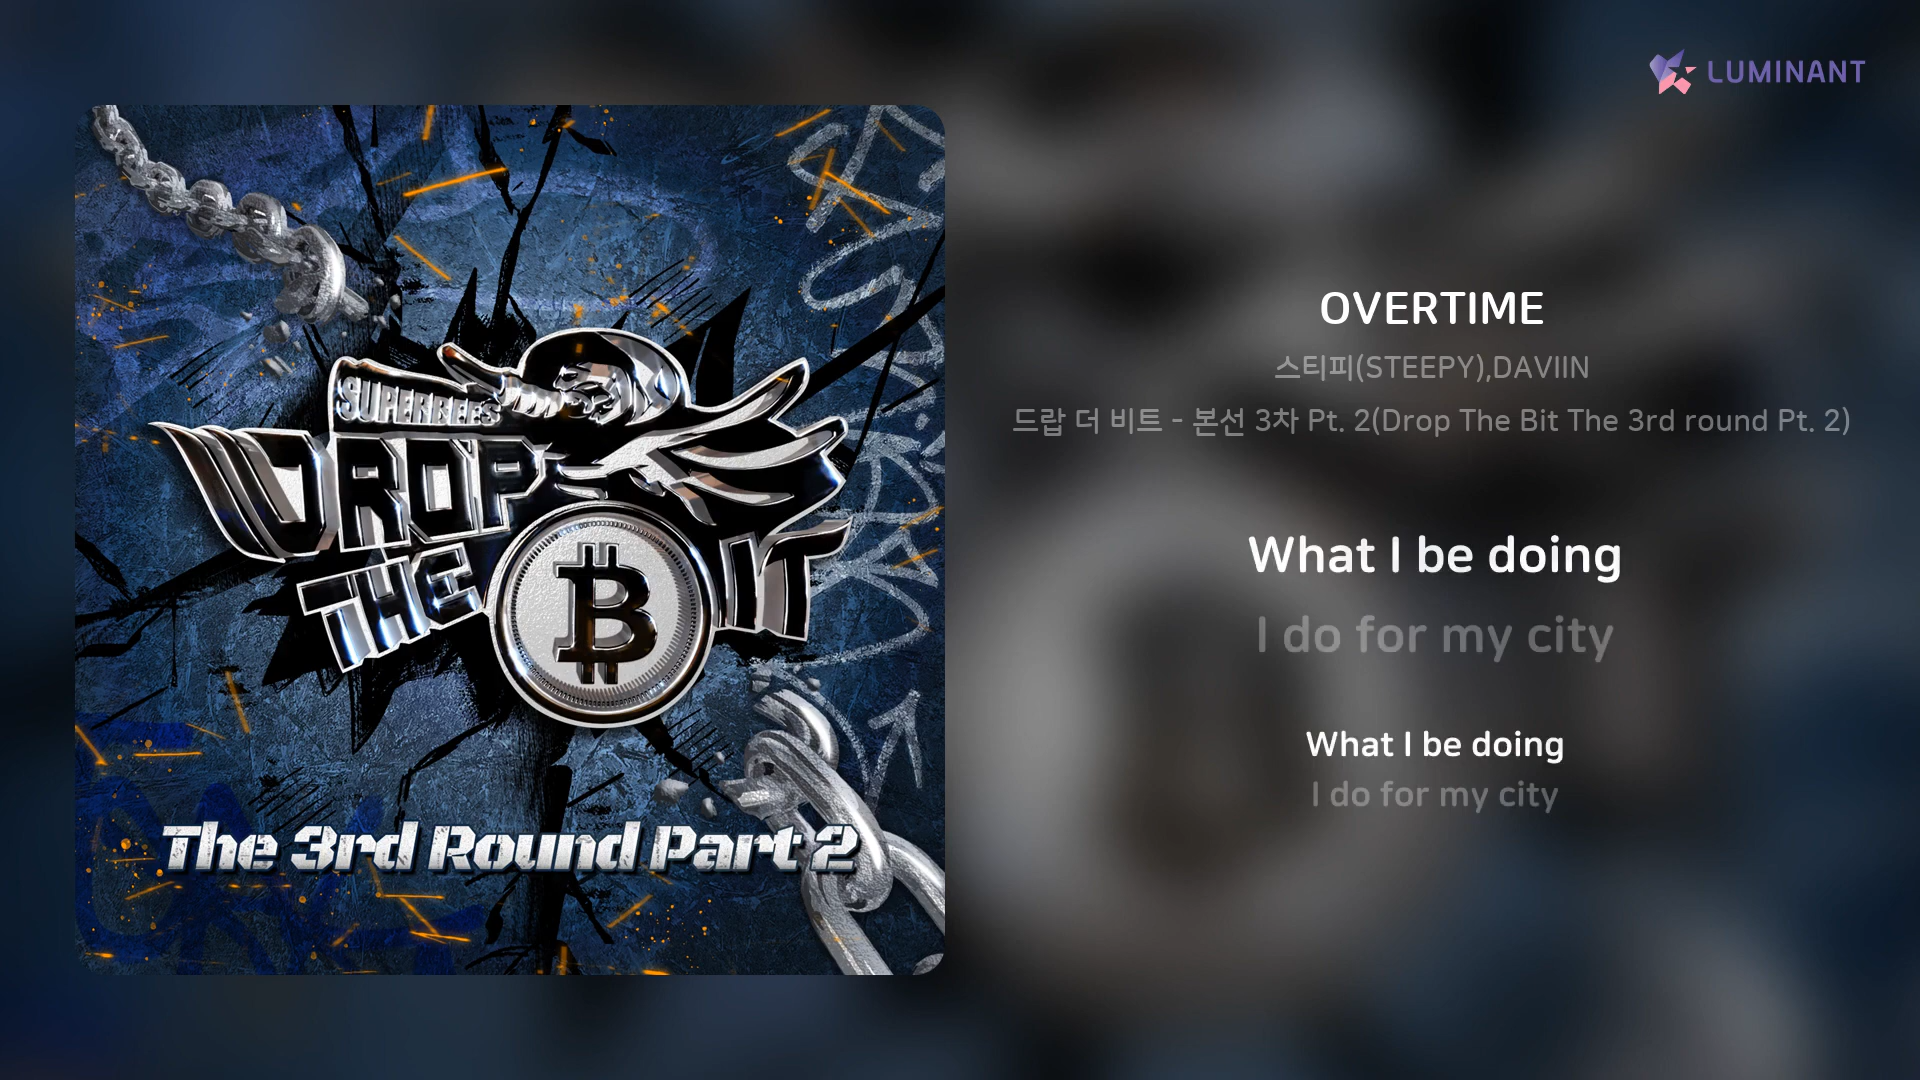 LUMINANT
SUPERBEES
DROP
THE BIT
The 3rd Round Part 2
OVERTIME
스티피(STEEPY),DAVIIN
드랍 더 비트 - 본선 3차 Pt. 2(Drop The Bit The 3rd round Pt. 2)
What I be doing
I do for my city
What I be doing
I do for my city